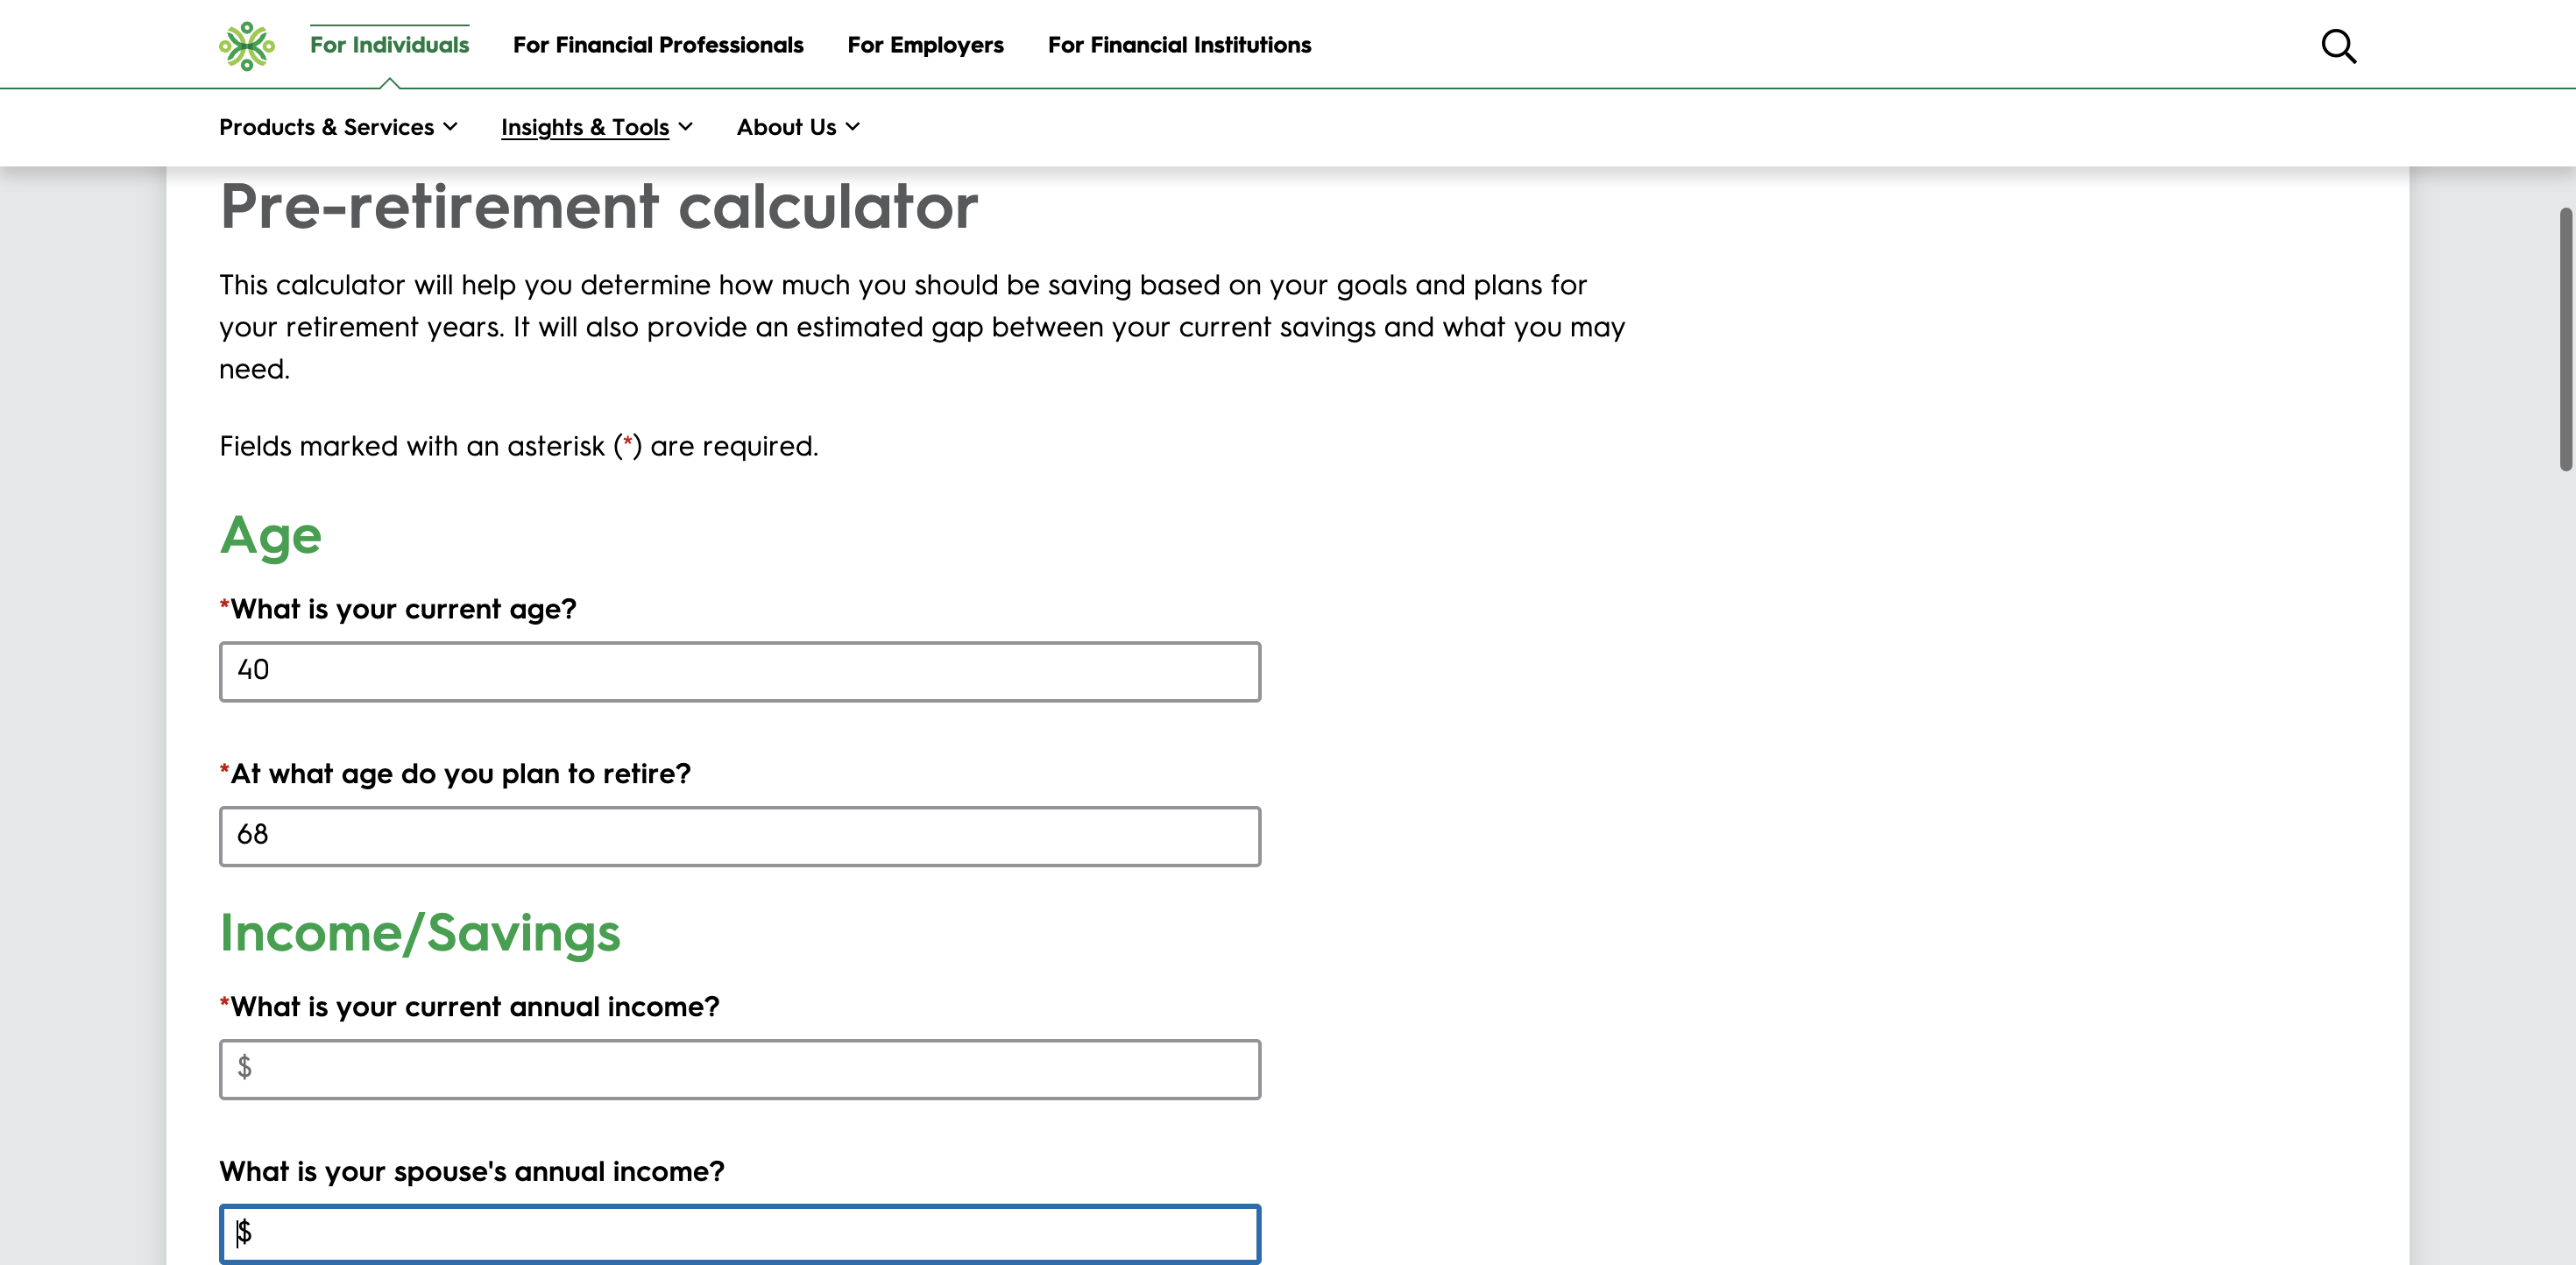 For Individuals
For Financial Professionals
For Employers
For Financial Institutions
Products & Services
Insights & Tools
About Us
Pre-retirement calculator
This calculator will help you determine how much you should be saving based on your goals and plans for
your retirement years. It will also provide an estimated gap between your current savings and what you may
need.
Fields marked with an asterisk (*) are required.
Age
*What is your current age?
40
*At what age do you plan to retire?
68
Income/Savings
*What is your current annual income?
$
What is your spouse's annual income?
$